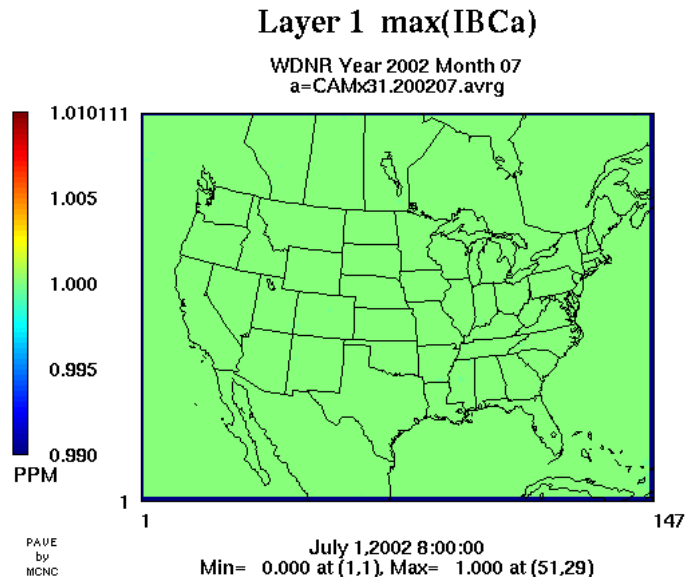 Layer 1 max(IBCa)
WDNR Year 2002 Month 07
a=CAMx31.200207.avrg
1.010
111
1.005
1.000
0.995
0.990
PPM
1
1
147
PAVE
by
MCNC
July 1,2002 8:00:00
Min= 0.000 at (1,1), Max= 1.000 at (51,29)